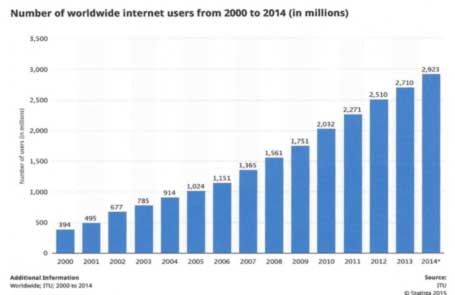 Number of worldwide internet users from 2000 to 2014 (in millions)
Number of users (in millions)
3,500
3,000
2,500
2,000
1,500
1,000
500
0
394
495
677
785
914
1,024
1,151
1,365
1,561
1,751
2,032
2,271
2,510
2,710
2,923
2000 2001 2002 2003 2004 2005 2006 2007 2008 2009 2010 2011 2012 2013 2014*
Additional Information
Worldwide; ITU; 2000 to 2014
Source:
ITU
© Statista 2015